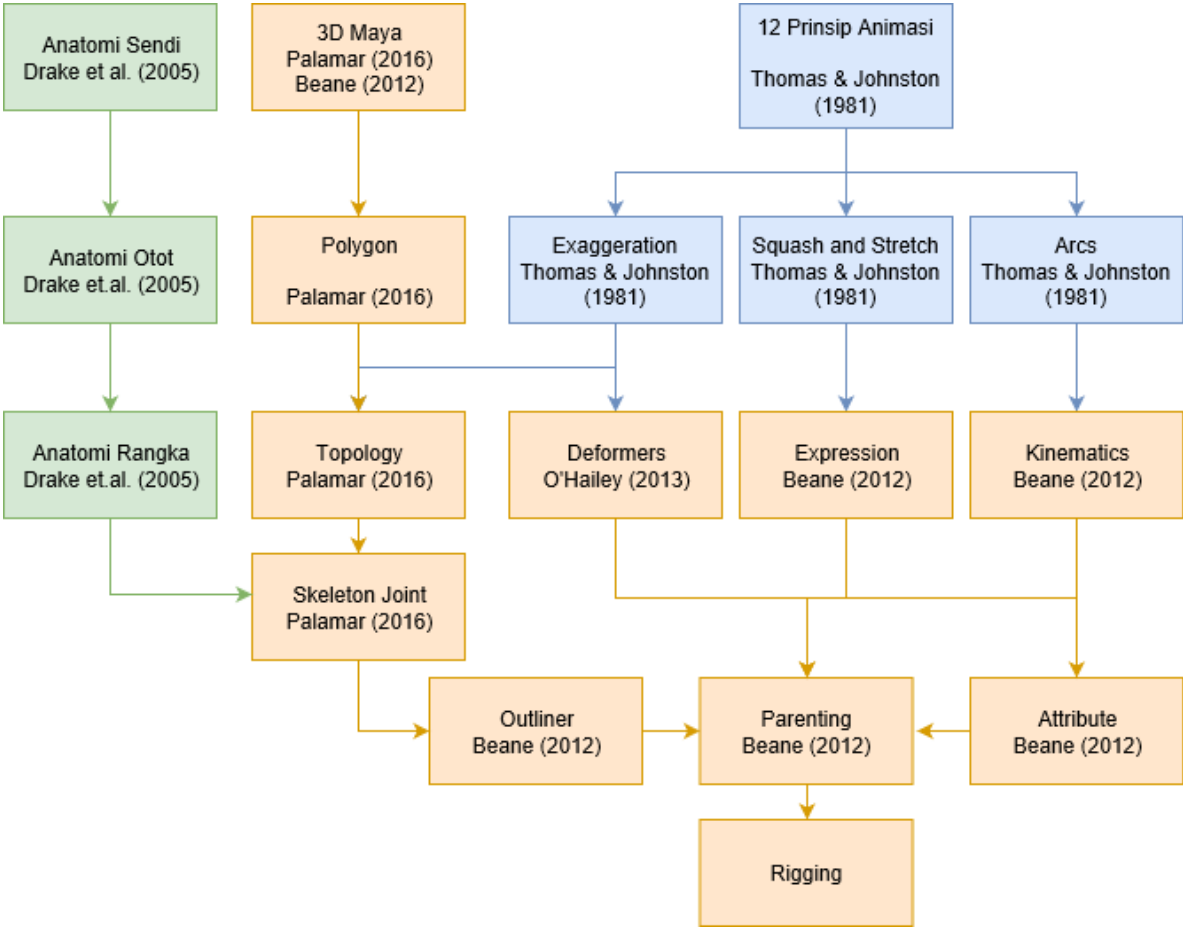 Anatomi Sendi
Drake et al. (2005)
3D Maya
Palamar (2016)
Beane (2012)
12 Prinsip Animasi
Thomas & Johnston
(1981)
Anatomi Otot
Drake et.al. (2005)
Polygon
Palamar (2016)
Exaggeration
Thomas & Johnston
(1981)
Squash and Stretch
Thomas & Johnston
(1981)
Arcs
Thomas & Johnston
(1981)
Anatomi Rangka
Drake et.al. (2005)
Topology
Palamar (2016)
Deformers
O'Hailey (2013)
Expression
Beane (2012)
Kinematics
Beane (2012)
Skeleton Joint
Palamar (2016)
Outliner
Beane (2012)
Parenting
Beane (2012)
Attribute
Beane (2012)
Rigging